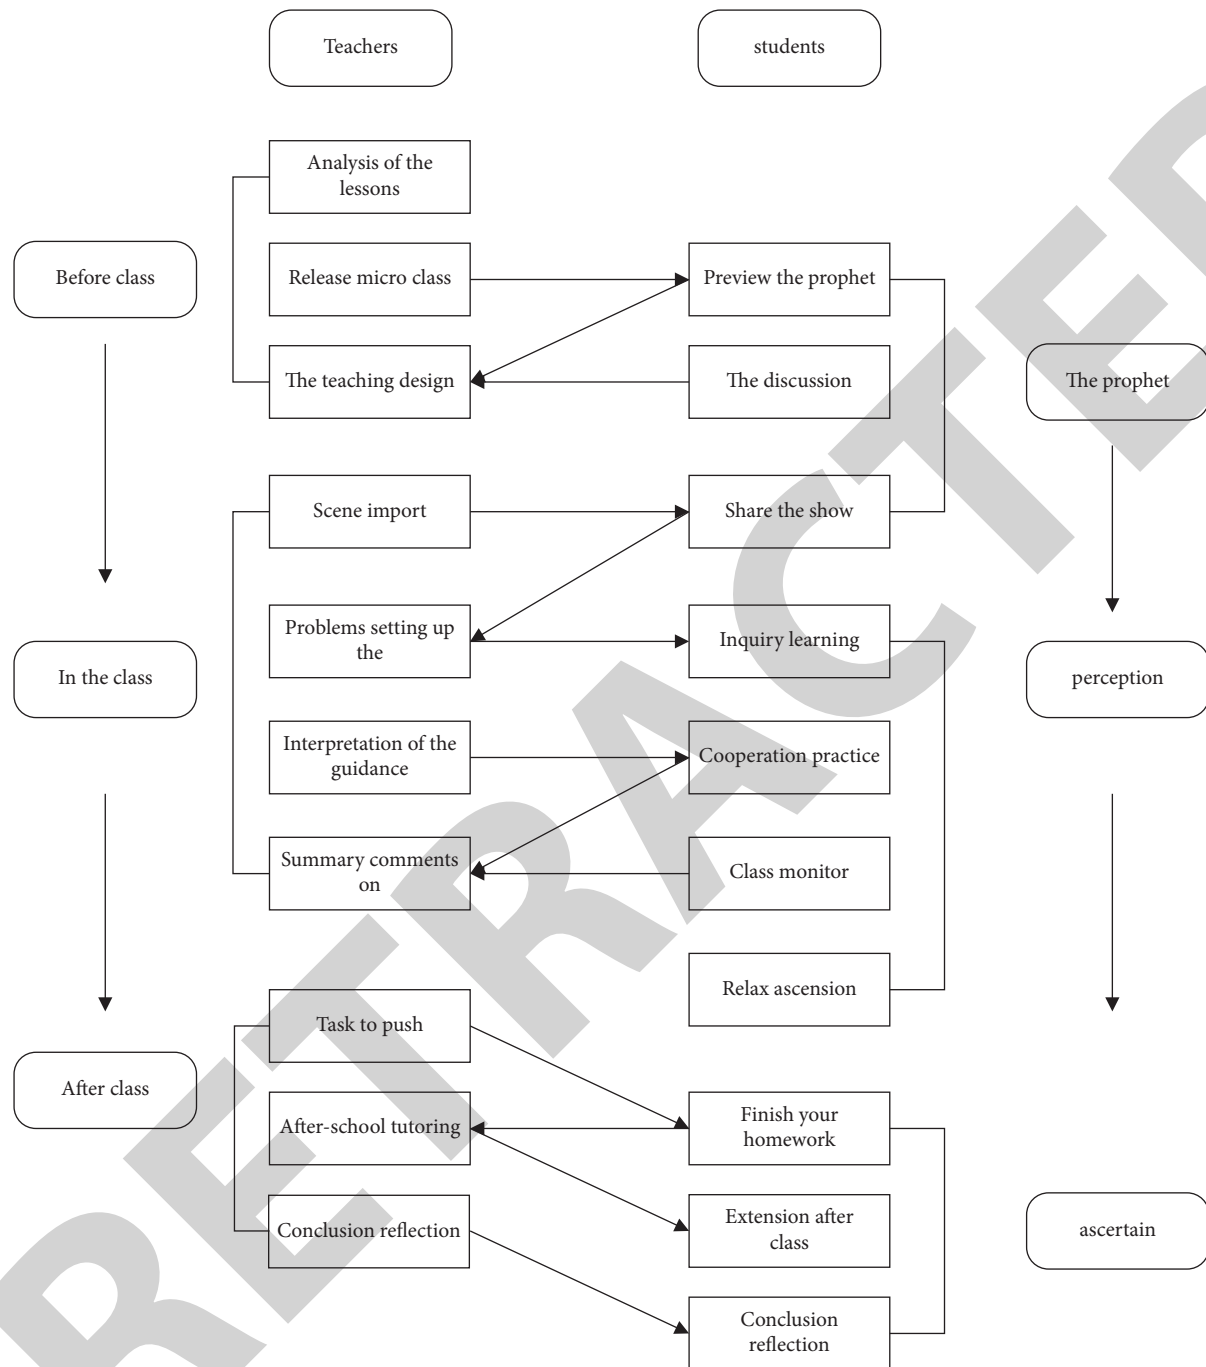 Teachers
students
Analysis of the
lessons
Before class
Release micro class
Preview the prophet
The teaching design
The discussion
The prophet
Scene import
Share the show
Problems setting up
the
Inquiry learning
In the class
perception
Interpretation of the
guidance
Cooperation practice
Summary comments
on
Class monitor
Relax ascension
Task to push
After class
After-school tutoring
Finish your
homework
Conclusion reflection
Extension after
class
ascertain
Conclusion
reflection
RETRACTED